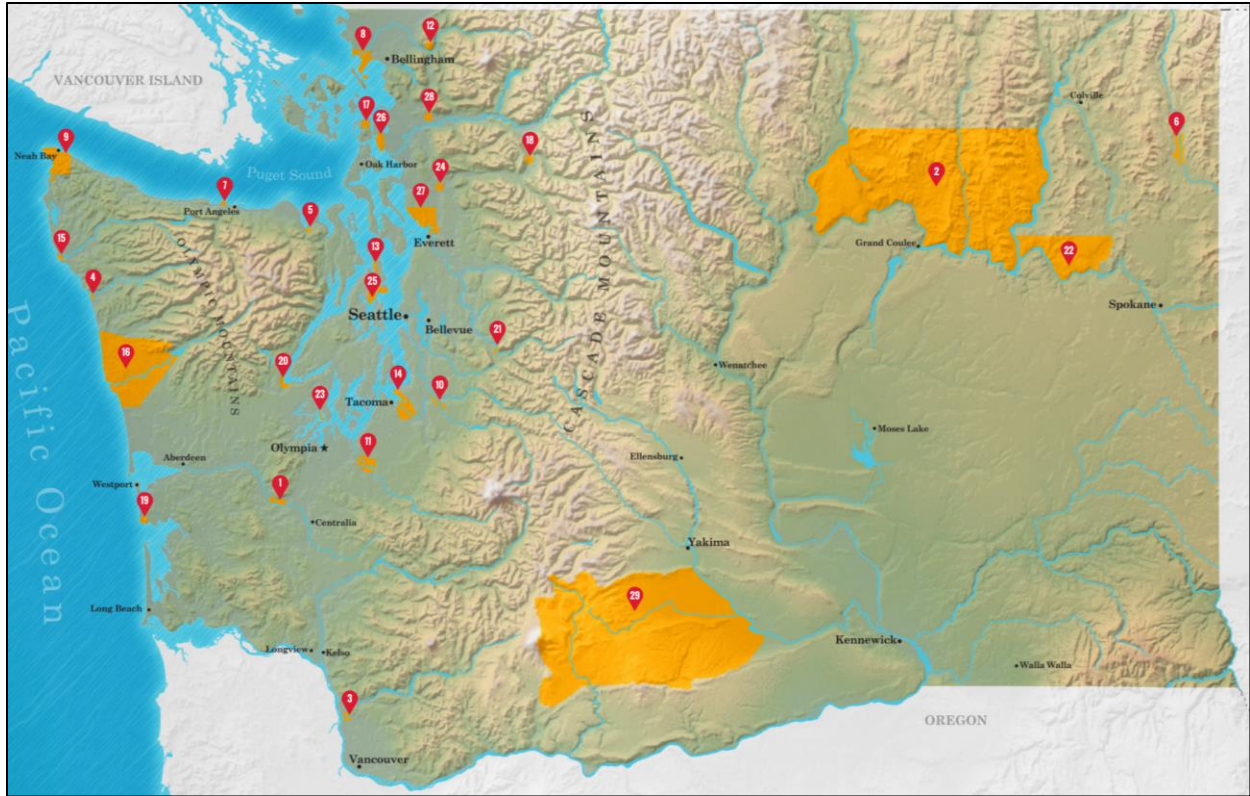 12
8
Bellingham
VANCOUVER ISLAND
28
Colville
17
26
6
9
18
Neah Bay
Oak Harbor
24
2
Puget Sound
7
27
Port Angeles
5
15
13
Everett
Grand Coulee
22
OLYMPIC MOUNTAINS
CASCADE MOUNTAINS
4
25
Spokane
Seattle
Bellevue
21
16
20
Wenatchee
14
10
23
Tacoma
Pacific Ocean
Moses Lake
11
Olympia
Aberdeen
Ellensburg
Westport
1
19
Centralia
Yakima
29
Long Beach
Kennewick
Longview
Kelso
Walla Walla
3
OREGON
Vancouver